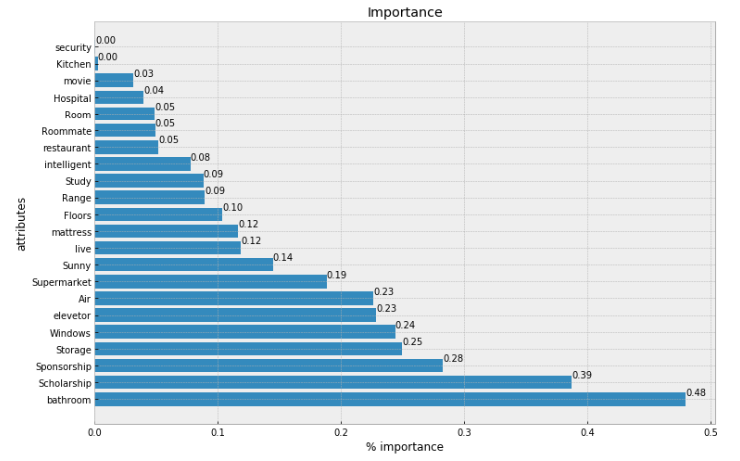 Importance
security 0.00
Kitchen 0.00
movie 0.03
Hospital 0.04
Room 0.05
Roommate 0.05
restaurant 0.05
intelligent 0.08
Study 0.09
Range 0.09
Floors 0.10
mattress 0.12
live 0.12
Sunny 0.14
Supermarket 0.19
Air 0.23
elevetor 0.23
Windows 0.24
Storage 0.25
Sponsorship 0.28
Scholarship 0.39
bathroom 0.48
attributes
0.0 0.1 0.2 0.3 0.4 0.5
% importance